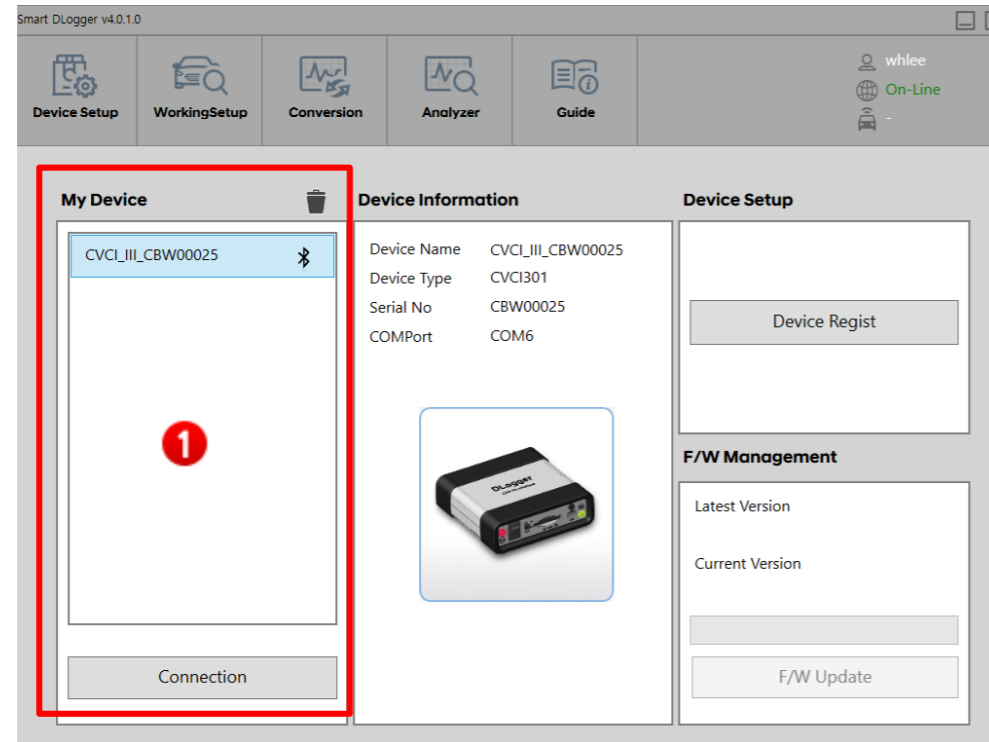 Smart DLogger v4.0.1.0
whlee
On-Line
-
Device Setup
WorkingSetup
Conversion
Analyzer
Guide
My Device
CVCI_III_CBW00025
1
Connection
Device Information
Device Name CVCI_III_CBW00025
Device Type CVCI301
Serial No CBW00025
COMPort COM6
DLogger
Device Setup
Device Regist
F/W Management
Latest Version
Current Version
F/W Update